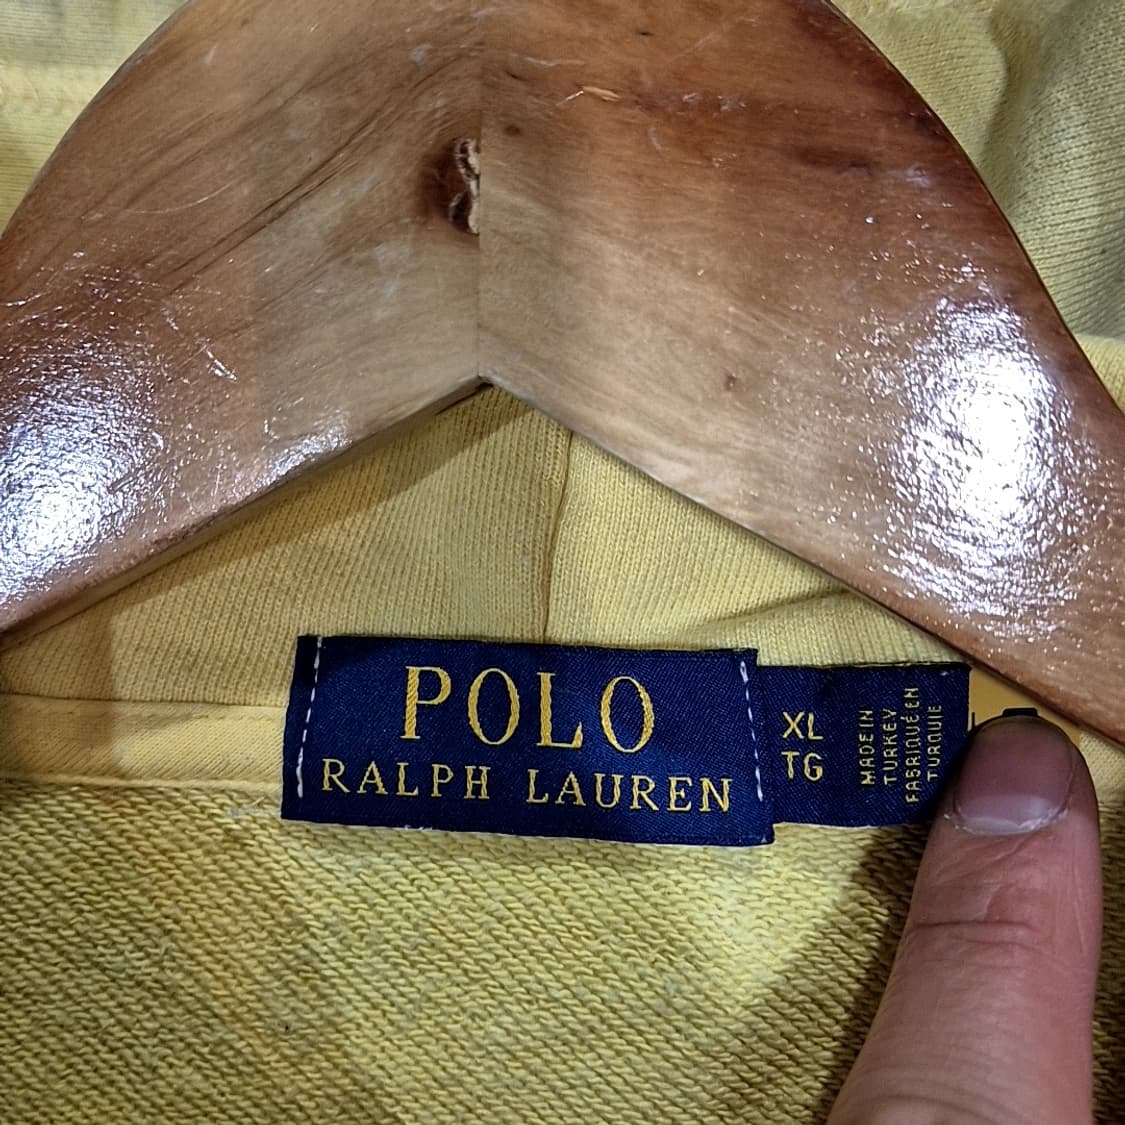 POLO
RALPH LAUREN
XL
TG
MADE IN
TURKEY
FABRIQUÉ EN
TURQUIE